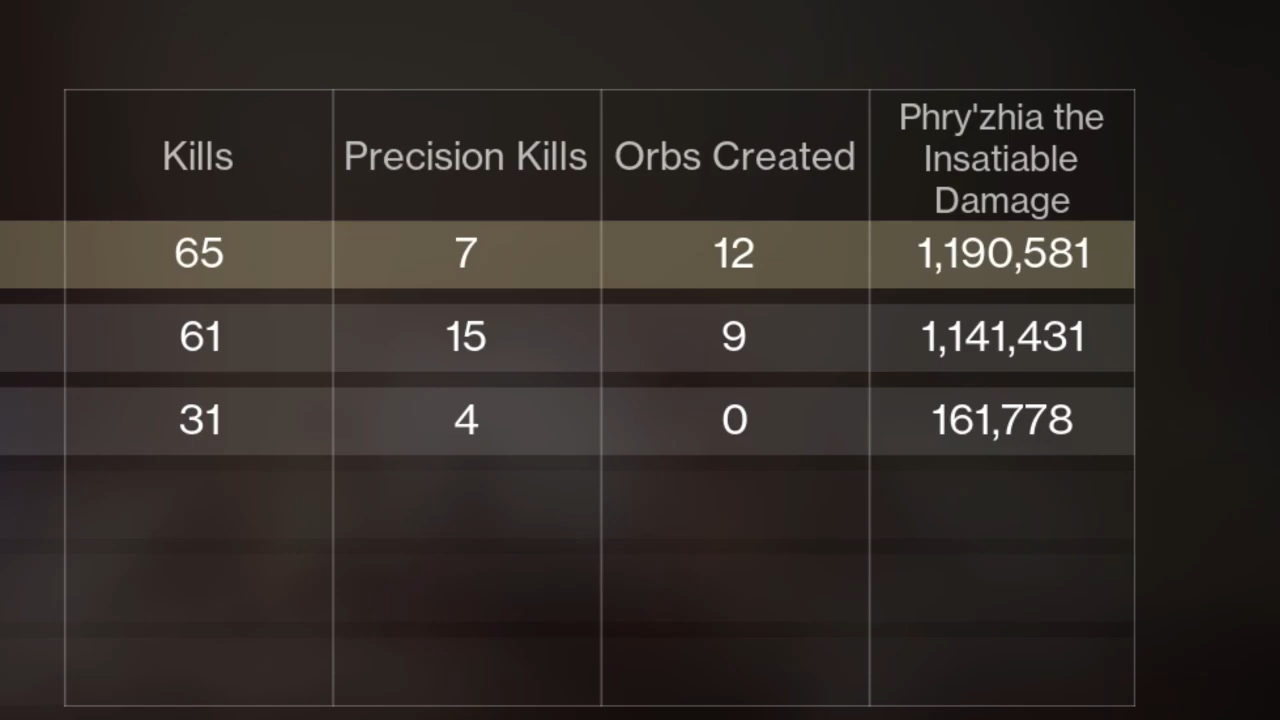 Kills Precision Kills Orbs Created Phry'zhia the
Insatiable
Damage
65 7 12 1,190,581
61 15 9 1,141,431
31 4 0 161,778